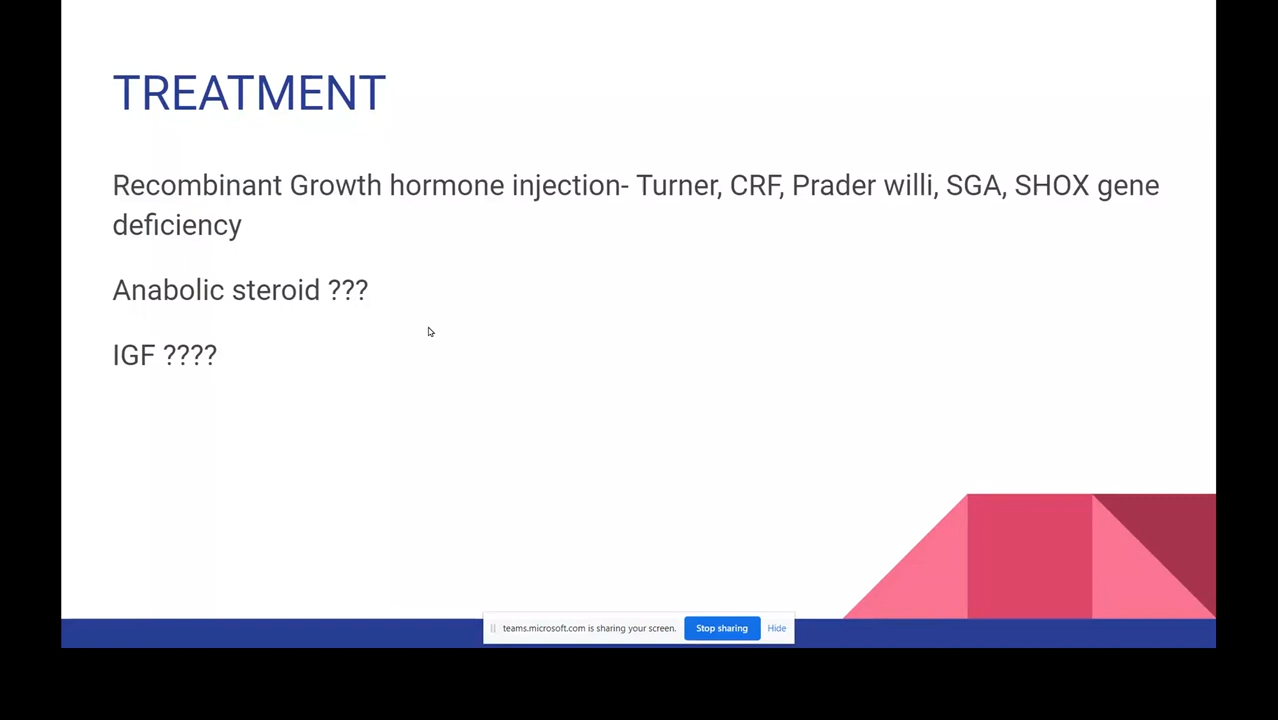 TREATMENT
Recombinant Growth hormone injection- Turner, CRF, Prader willi, SGA, SHOX gene
deficiency
Anabolic steroid ???
IGF ????
teams.microsoft.com is sharing your screen. Stop sharing Hide